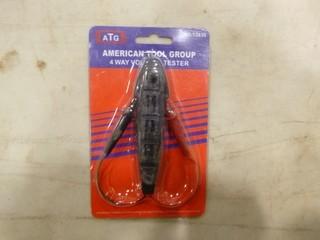 ATG
AMERICAN TOOL GROUP
4 WAY TESTER